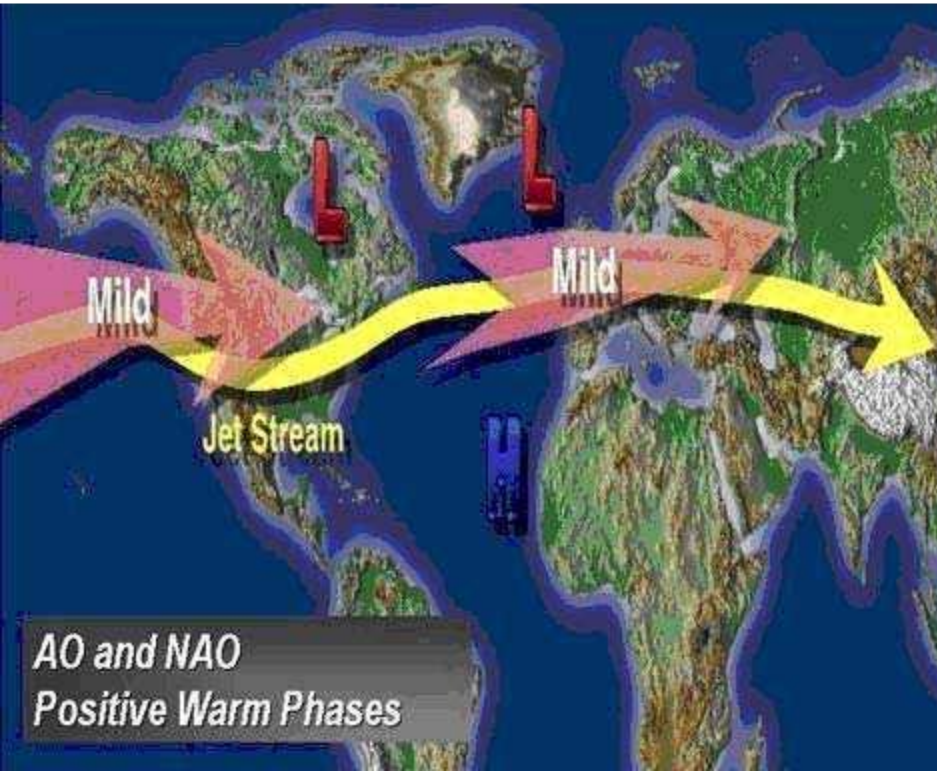 L
L
Mild
Mild
Jet Stream
H
AO and NAO
Positive Warm Phases